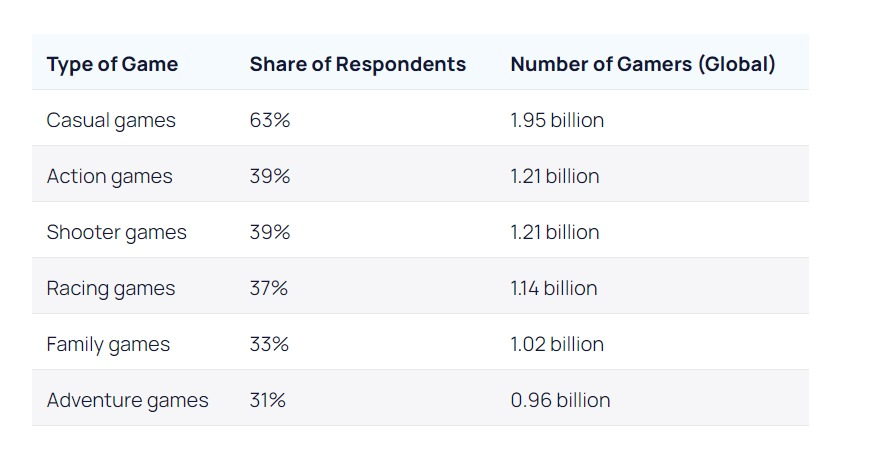 Type of Game Share of Respondents Number of Gamers (Global)
Casual games 63% 1.95 billion
Action games 39% 1.21 billion
Shooter games 39% 1.21 billion
Racing games 37% 1.14 billion
Family games 33% 1.02 billion
Adventure games 31% 0.96 billion